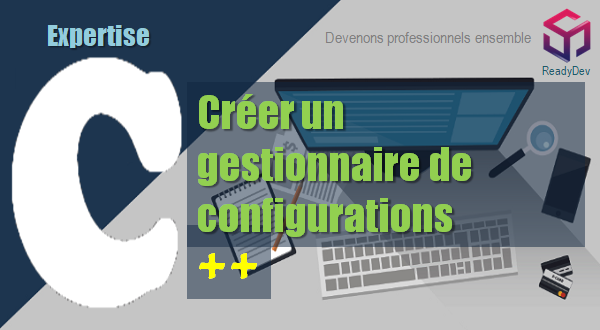 Expertise
Devenons professionnels ensemble
ReadyDev
C
Créer un
gestionnaire de
configurations
++